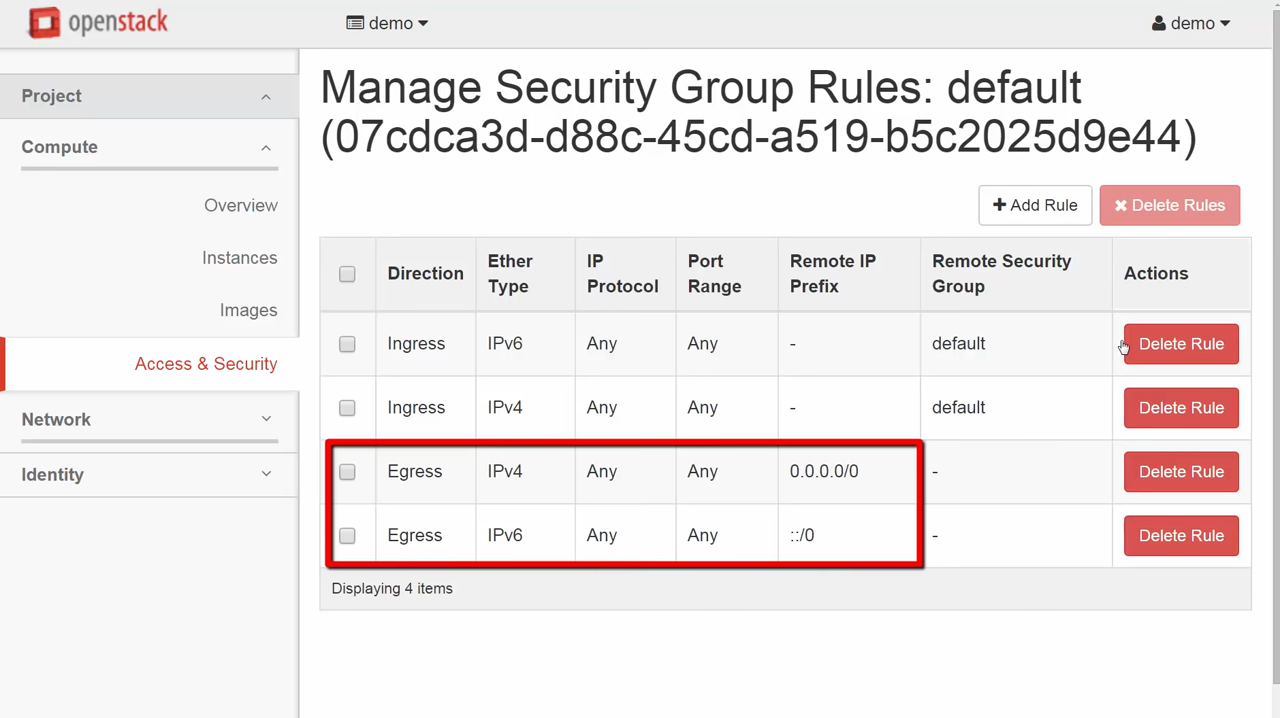 openstack
demo
demo
Project
Compute
Overview
Instances
Images
Access & Security
Network
Identity
Manage Security Group Rules: default
(07cdca3d-d88c-45cd-a519-b5c2025d9e44)
Add Rule
Delete Rules
Direction Ether Type IP Protocol Port Range Remote IP Prefix Remote Security Group Actions
Ingress IPv6 Any Any - default Delete Rule
Ingress IPv4 Any Any - default Delete Rule
Egress IPv4 Any Any 0.0.0.0/0 - Delete Rule
Egress IPv6 Any Any ::/0 - Delete Rule
Displaying 4 items